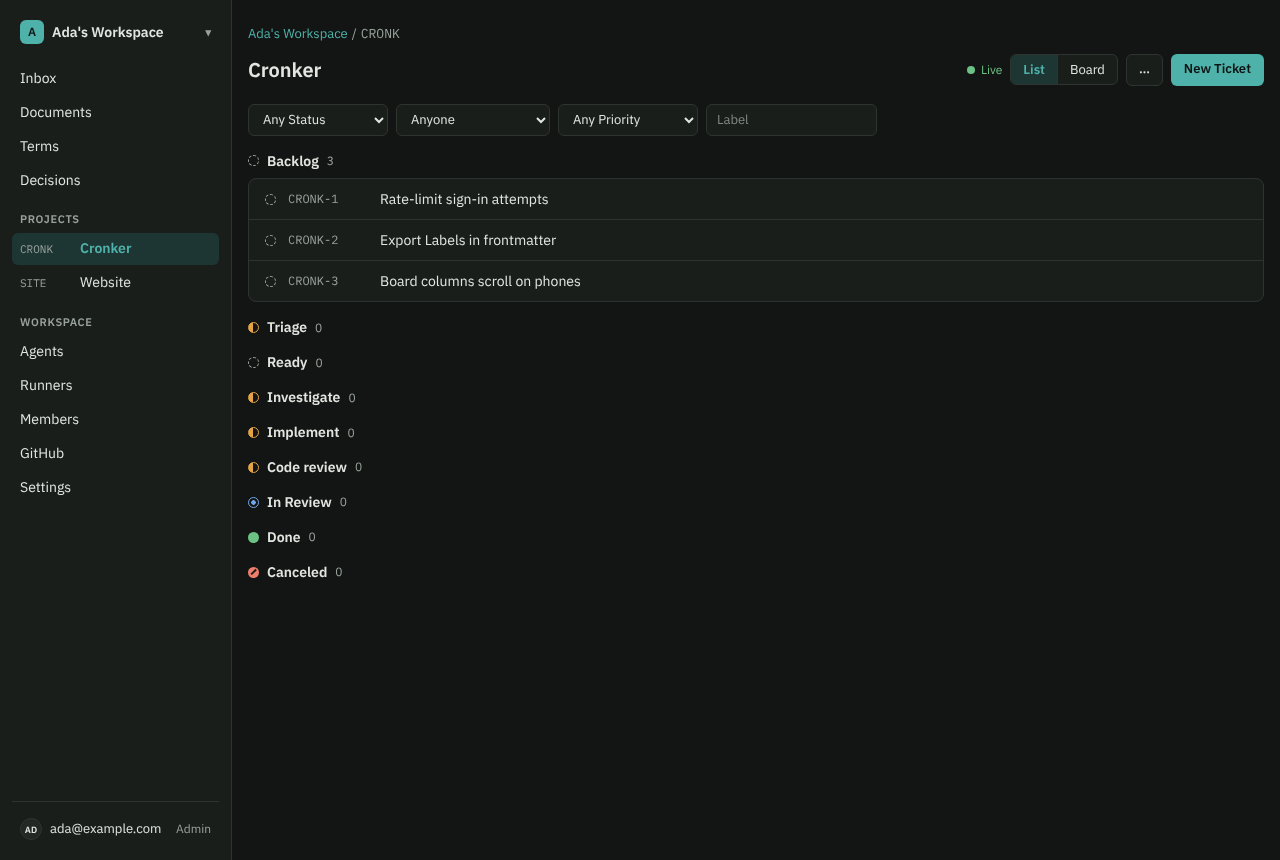 A Ada's Workspace ▾
Inbox
Documents
Terms
Decisions
PROJECTS
CRONK Cronker
SITE Website
WORKSPACE
Agents
Runners
Members
GitHub
Settings
AD ada@example.com Admin
Ada's Workspace / CRONK
Cronker
Live List Board … New Ticket
Any Status Anyone Any Priority Label
Backlog 3
CRONK-1 Rate-limit sign-in attempts
CRONK-2 Export Labels in frontmatter
CRONK-3 Board columns scroll on phones
Triage 0
Ready 0
Investigate 0
Implement 0
Code review 0
In Review 0
Done 0
Canceled 0